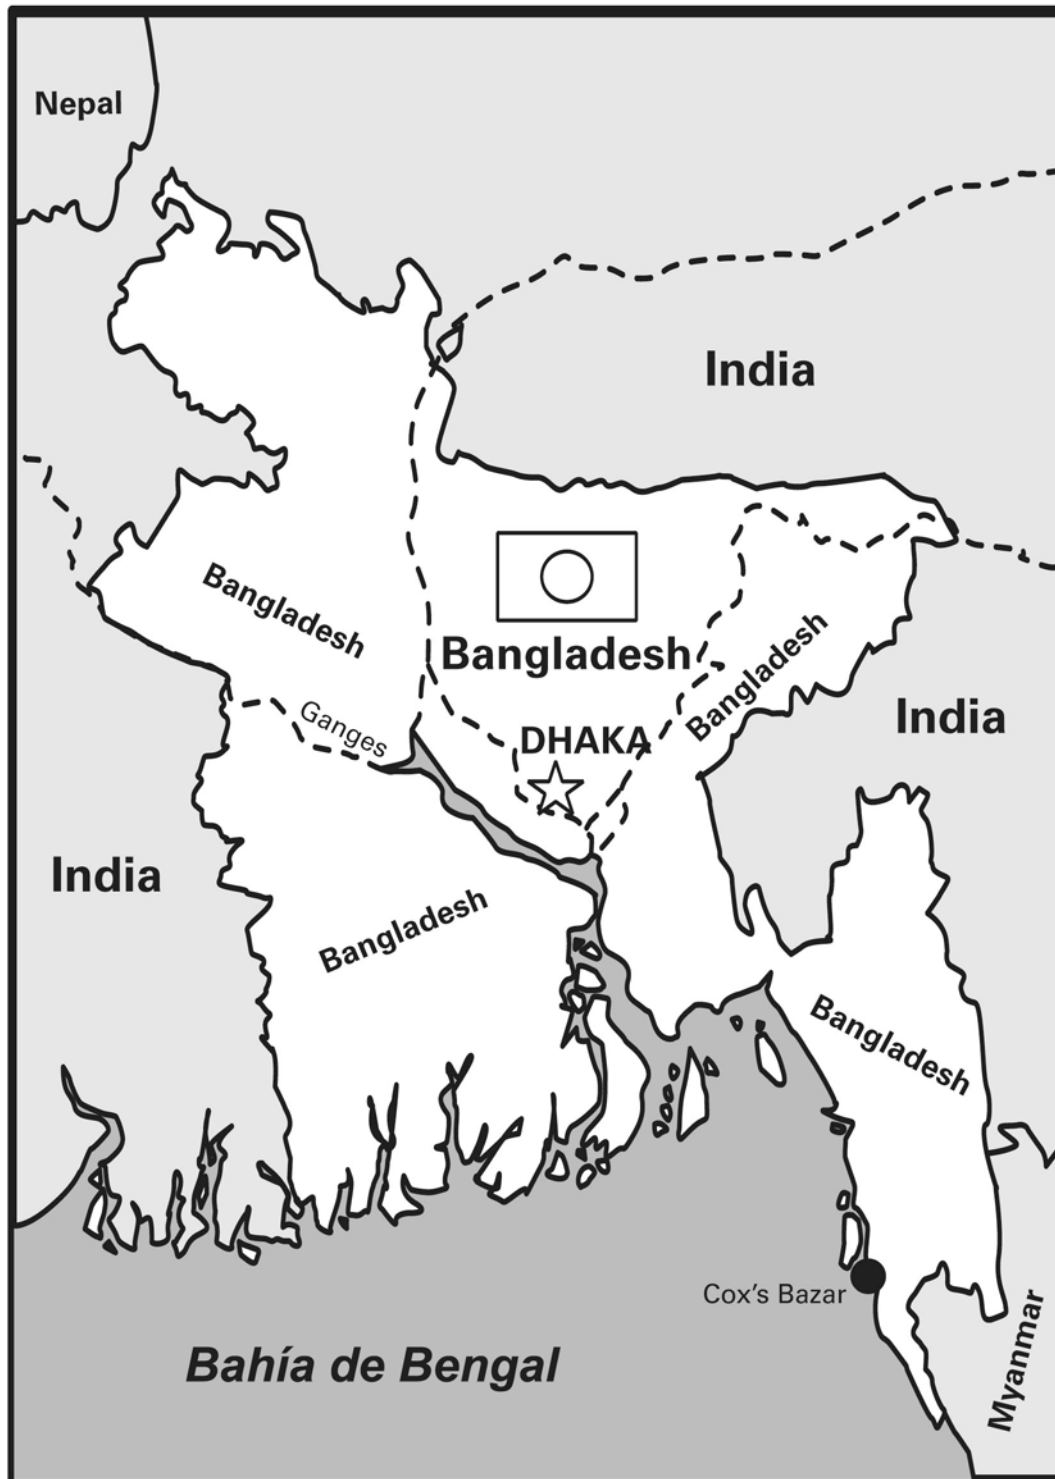 Nepal
India
Bangladesh
Bangladesh
Bangladesh
Ganges
DHAKA
India
India
Bangladesh
Bangladesh
Cox's Bazar
Bahía de Bengal
Myanmar